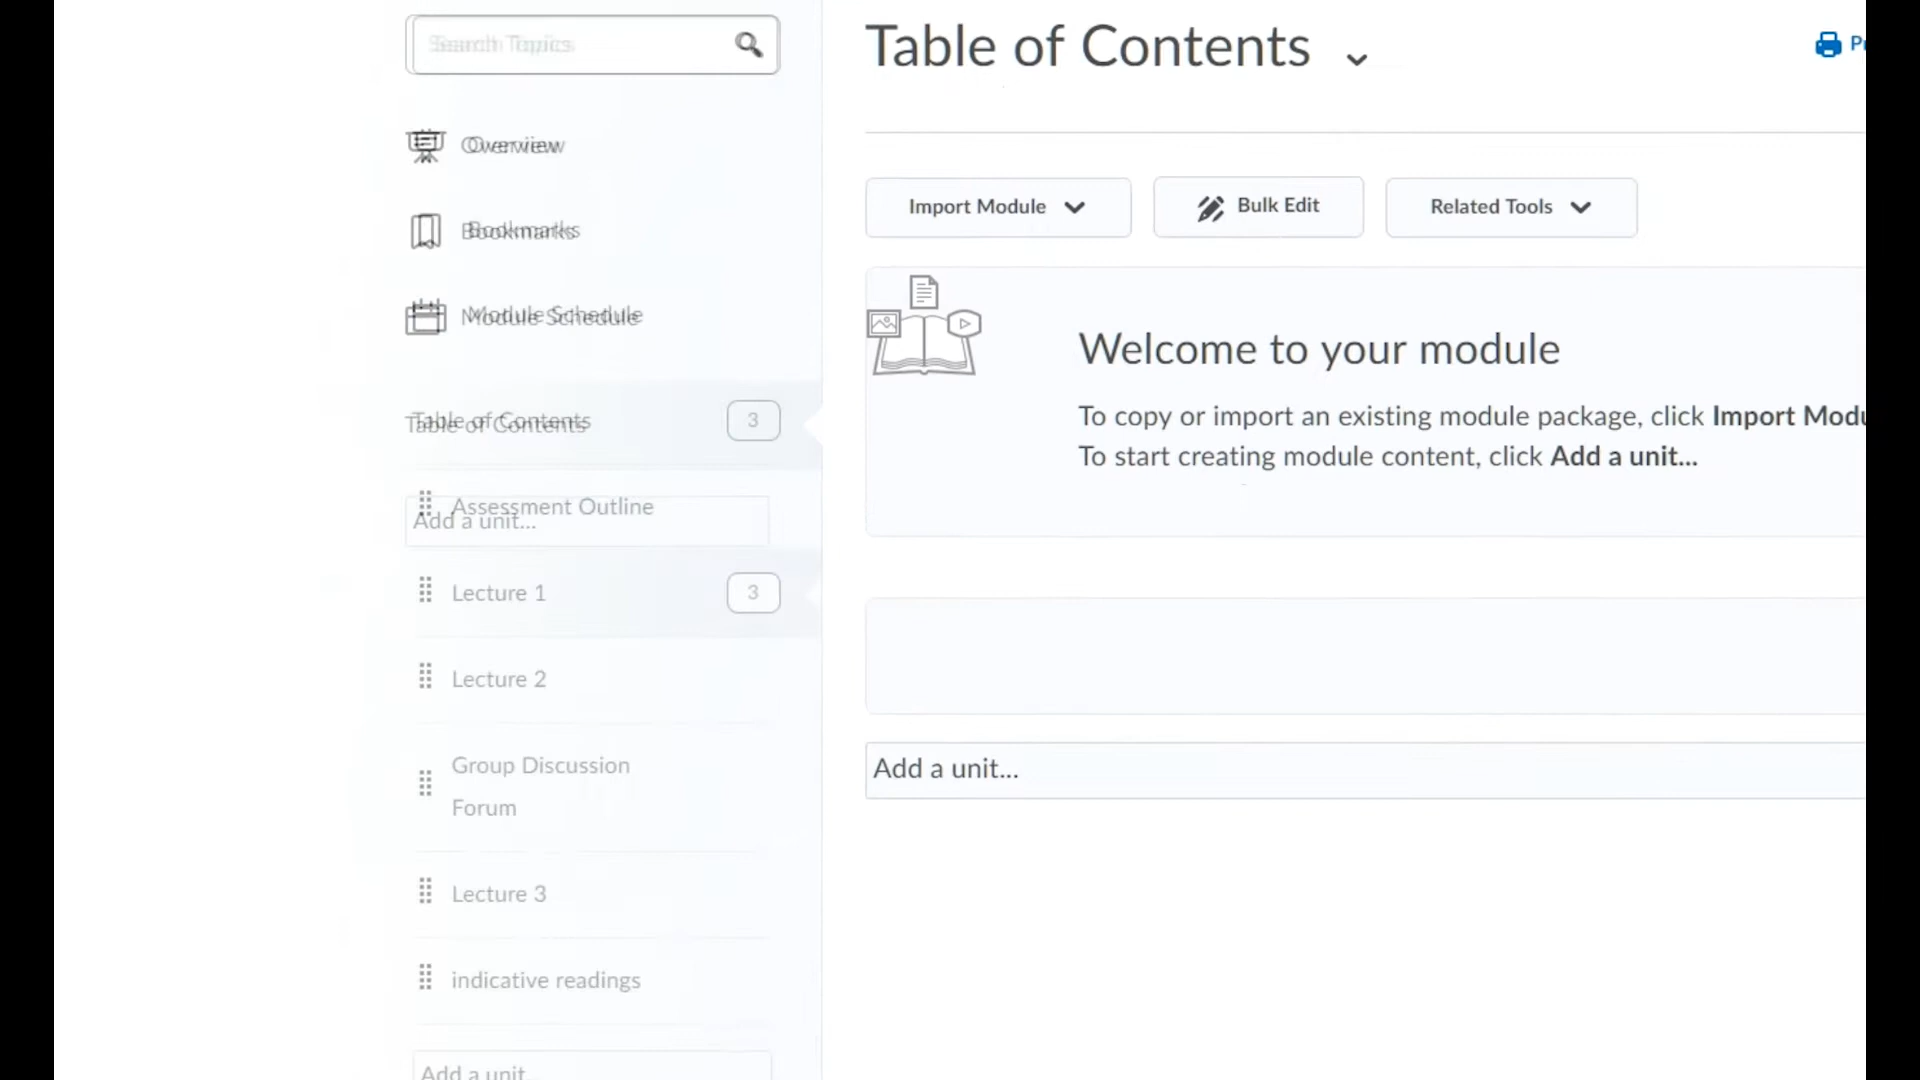 Search Topics
Overview
Bookmarks
Module Schedule
Table of Contents
3
Assessment Outline
Add a unit...
Lecture 1
3
Lecture 2
Group Discussion
Forum
Lecture 3
indicative readings
Add a unit...
Table of Contents
Import Module
Bulk Edit
Related Tools
Welcome to your module
To copy or import an existing module package, click Import Modu
To start creating module content, click Add a unit...
Add a unit...